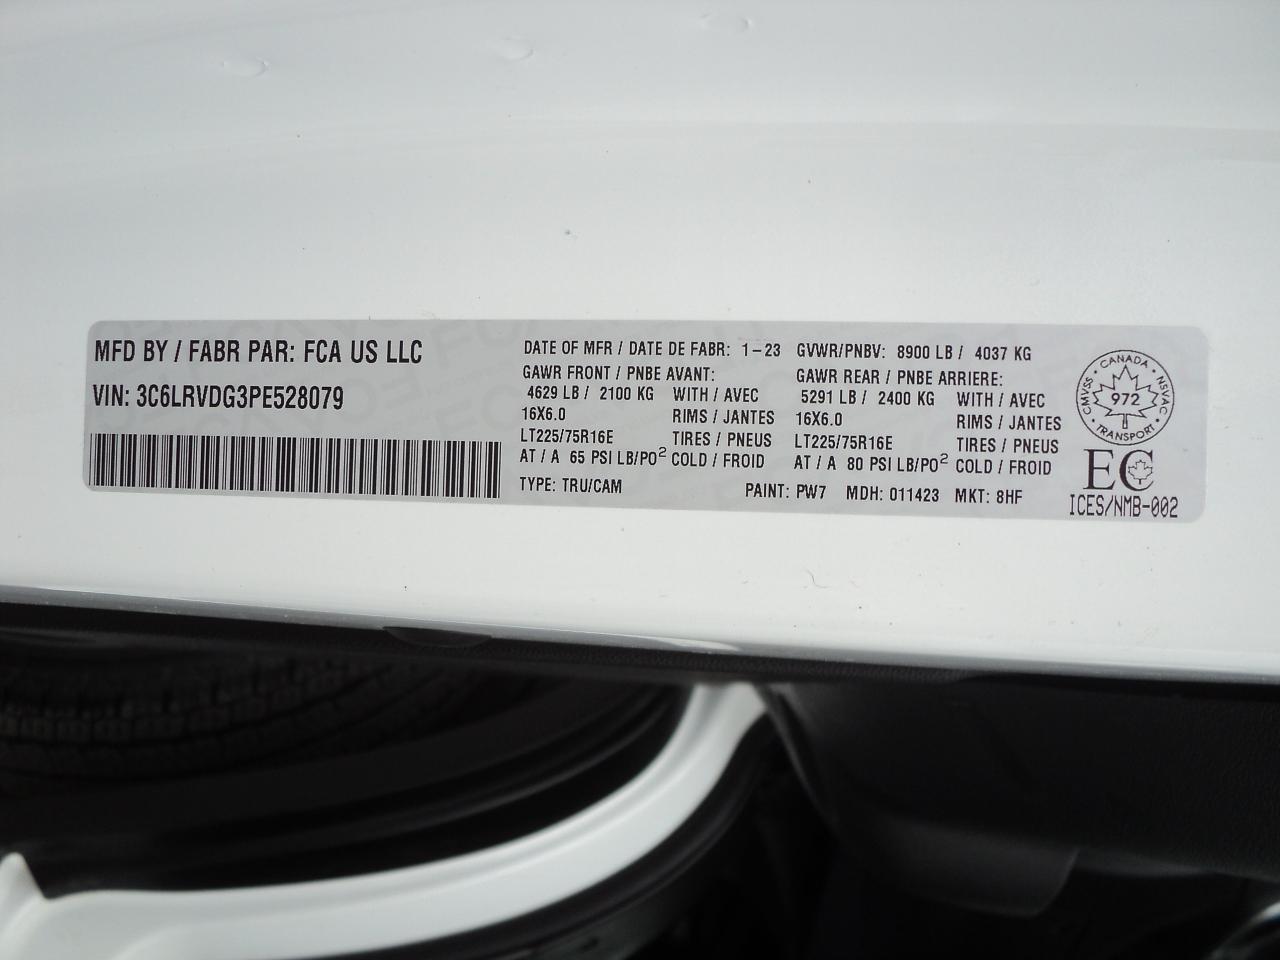 MFD BY / FABR PAR: FCA US LLC
VIN: 3C6LRVDG3PE528079
DATE OF MFR / DATE DE FABR: 1-23 GVWR/PNBV: 8900 LB / 4037 KG
GAWR FRONT / PNBE AVANT:
4629 LB / 2100 KG WITH / AVEC
16X6.0 RIMS / JANTES
LT225/75R16E TIRES / PNEUS
AT / A 65 PSI LB/PO² COLD / FROID
GAWR REAR / PNBE ARRIERE:
5291 LB / 2400 KG WITH / AVEC
16X6.0 RIMS / JANTES
LT225/75R16E TIRES / PNEUS
AT / A 80 PSI LB/PO² COLD / FROID
TYPE: TRU/CAM PAINT: PW7 MDH: 011423 MKT: 8HF
CMVSS · CANADA · NSVAC
972
TRANSPORT
EC
ICES/NMB-002